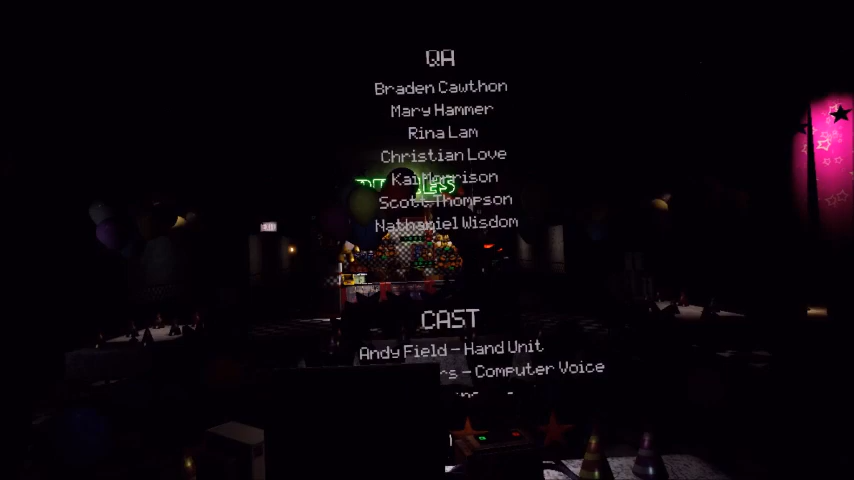 QA
Braden Cawthon
Mary Hammer
Rina Lam
Christian Love
Kai Morrison
Scott Thompson
Nathaniel Wisdom
CAST
Andy Field - Hand Unit
rs - Computer Voice